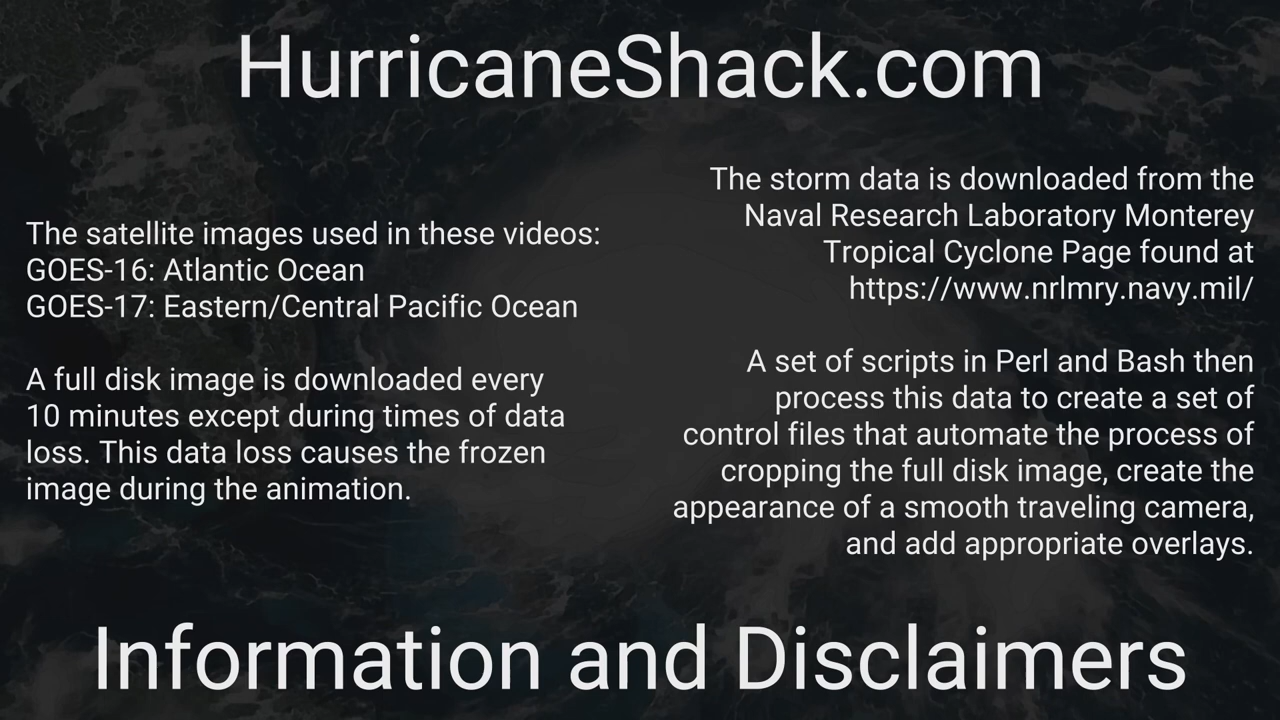 HurricaneShack.com
The satellite images used in these videos:
GOES-16: Atlantic Ocean
GOES-17: Eastern/Central Pacific Ocean
A full disk image is downloaded every
10 minutes except during times of data
loss. This data loss causes the frozen
image during the animation.
The storm data is downloaded from the
Naval Research Laboratory Monterey
Tropical Cyclone Page found at
https://www.nrlmry.navy.mil/
A set of scripts in Perl and Bash then
process this data to create a set of
control files that automate the process of
cropping the full disk image, create the
appearance of a smooth traveling camera,
and add appropriate overlays.
Information and Disclaimers